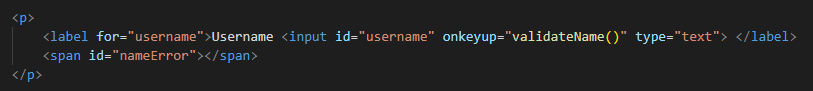 <p>
    <label for="username">Username <input id="username" onkeyup="validateName()" type="text"> </label>
    <span id="nameError"></span>
</p>